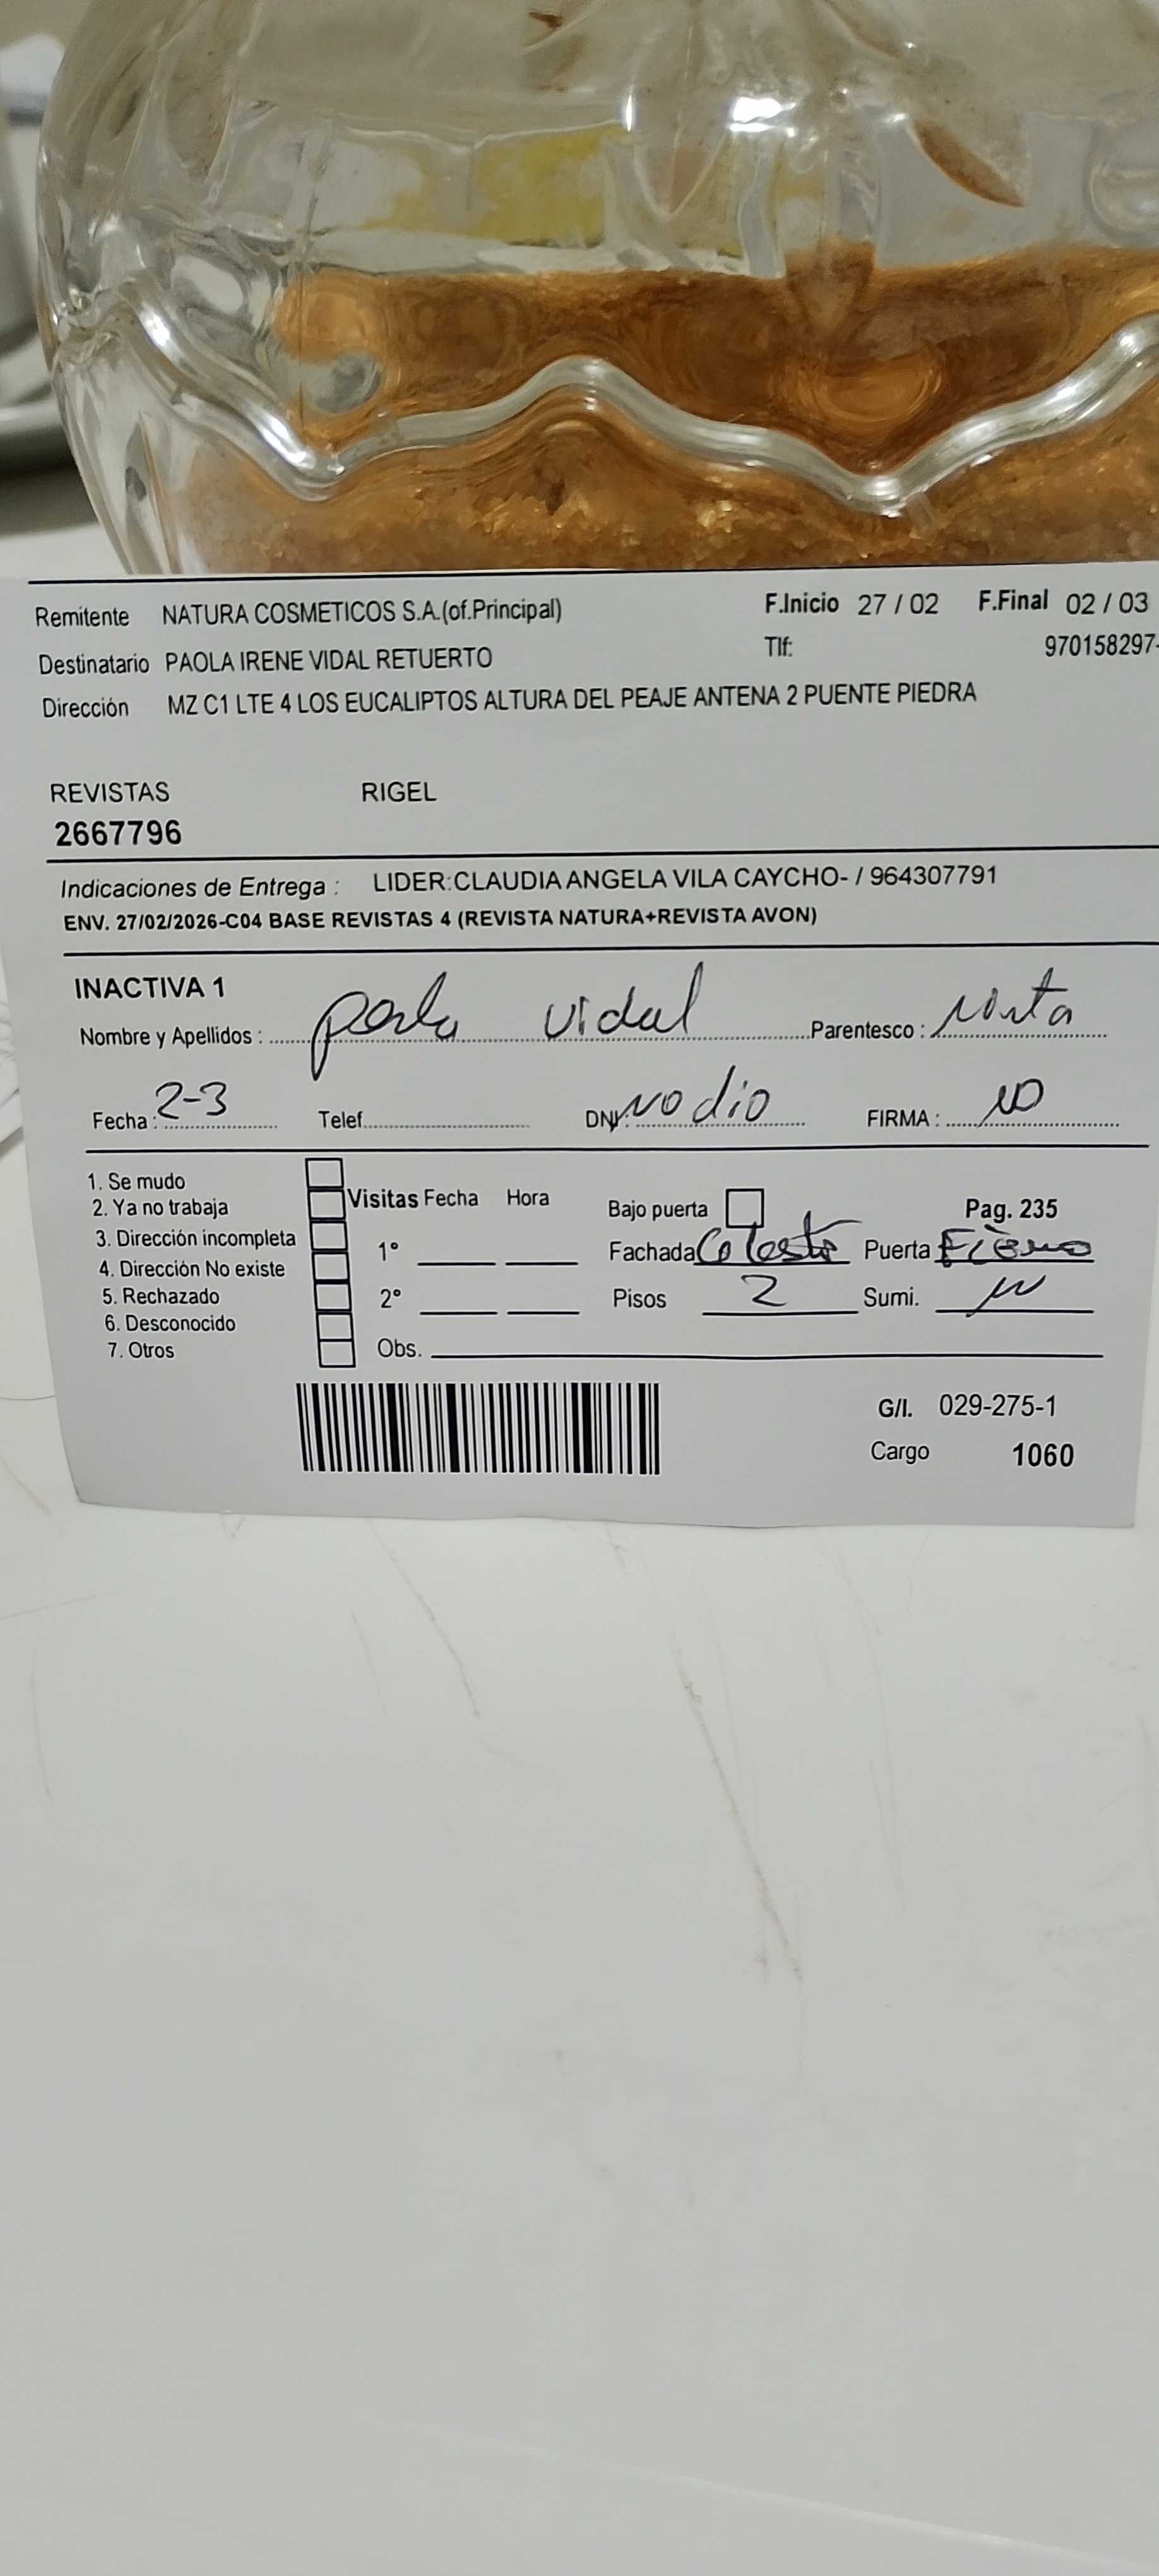 Remitente NATURA COSMETICOS S.A.(of.Principal) F.Inicio 27 / 02 F.Final 02 / 03
Destinatario PAOLA IRENE VIDAL RETUERTO Tlf: 970158297-
Dirección MZ C1 LTE 4 LOS EUCALIPTOS ALTURA DEL PEAJE ANTENA 2 PUENTE PIEDRA
REVISTAS RIGEL
2667796
Indicaciones de Entrega : LIDER:CLAUDIA ANGELA VILA CAYCHO- / 964307791
ENV. 27/02/2026-C04 BASE REVISTAS 4 (REVISTA NATURA+REVISTA AVON)
INACTIVA 1
Nombre y Apellidos : vidal Parentesco :
Fecha : 2-3 Telef. DNI: no dio FIRMA :
1. Se mudo
2. Ya no trabaja Visitas Fecha Hora Bajo puerta Pag. 235
3. Dirección incompleta 1° Fachada Celeste Puerta Fierro
4. Dirección No existe
5. Rechazado 2° Pisos 2 Sumi.
6. Desconocido
7. Otros Obs.
G/I. 029-275-1
Cargo 1060